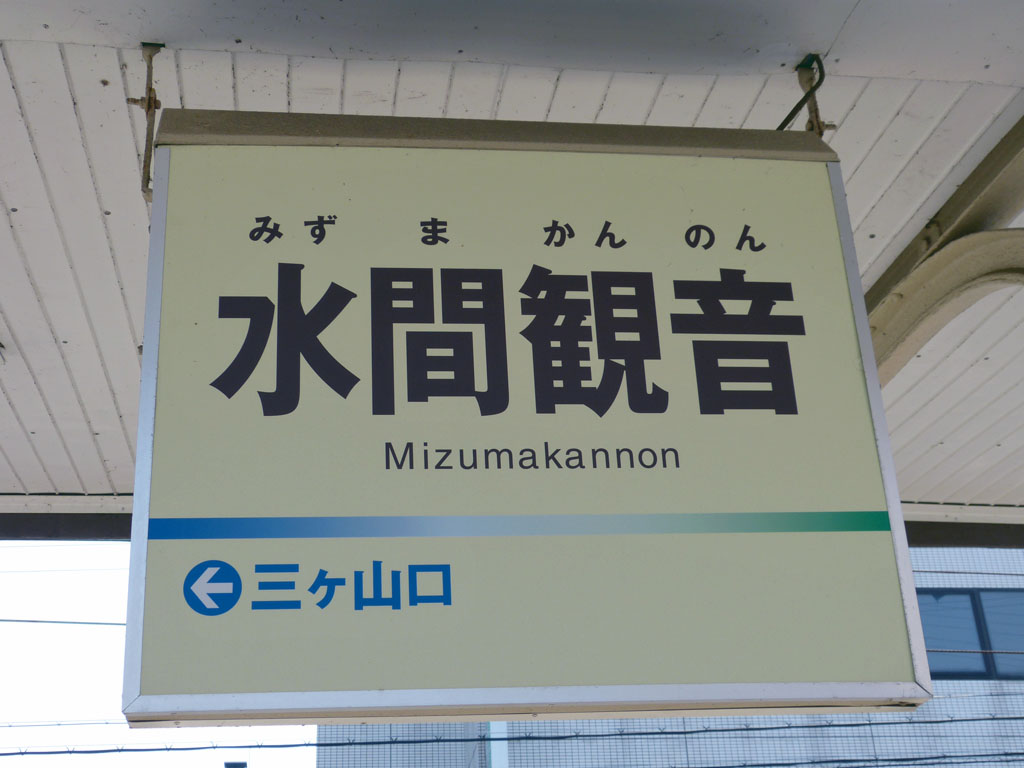 みず ま かん のん
水間観音
Mizumakannon
三ヶ山口